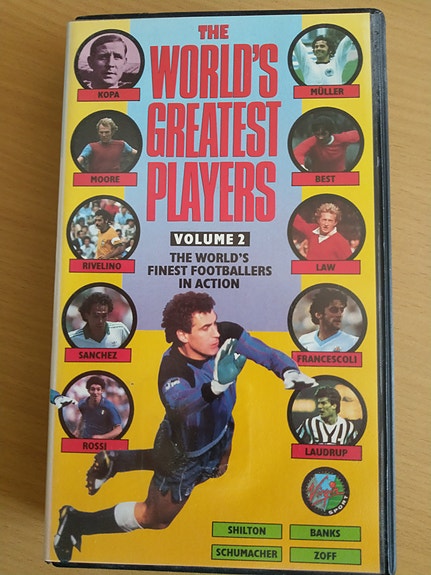 THE
WORLD'S
GREATEST
PLAYERS
VOLUME 2
THE WORLD'S
FINEST FOOTBALLERS
IN ACTION
KOPA
MÜLLER
MOORE
BEST
RIVELINO
LAW
SANCHEZ
FRANCESCOLI
ROSSI
LAUDRUP
Virgin
SPORT
SHILTON
BANKS
SCHUMACHER
ZOFF